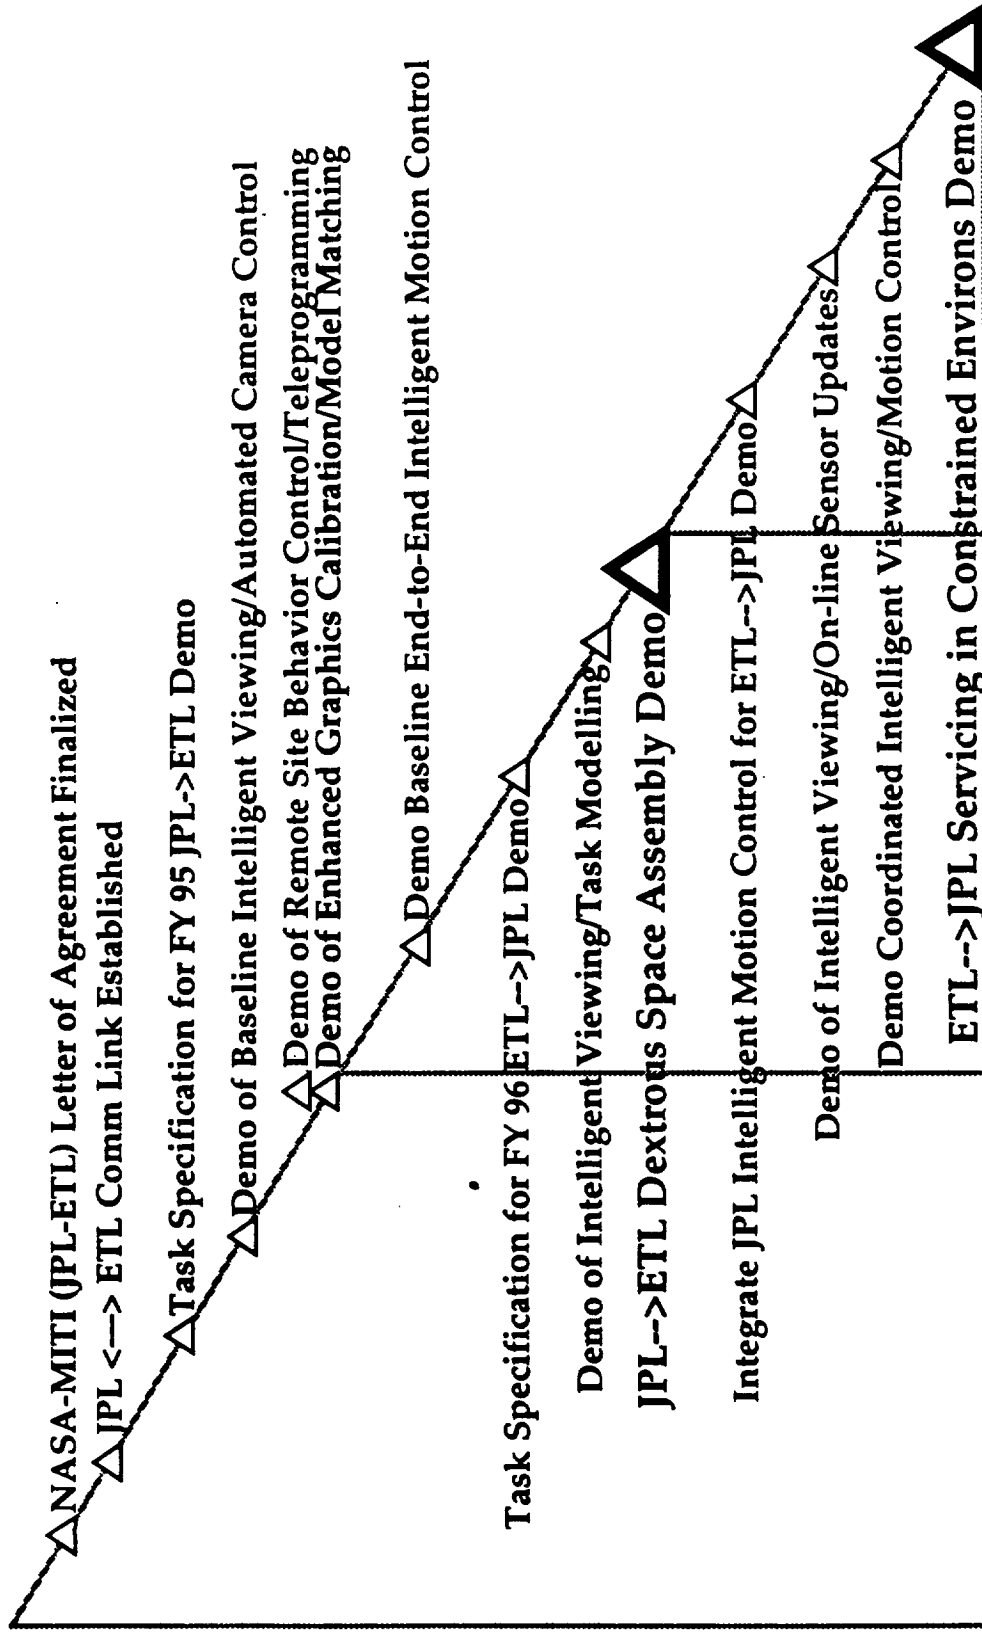 NASA-MITI (JPL-ETL) Letter of Agreement Finalized
JPL <---> ETL Comm Link Established
Task Specification for FY 95 JPL->ETL Demo
Demo of Baseline Intelligent Viewing/Automated Camera Control
Demo of Remote Site Behavior Control/Teleprogramming
Demo of Enhanced Graphics Calibration/Model Matching
Demo Baseline End-to-End Intelligent Motion Control
Task Specification for FY 96 ETL-->JPL Demo
Demo of Intelligent Viewing/Task Modelling
JPL-->ETL Dextrous Space Assembly Demo
Integrate JPL Intelligent Motion Control for ETL-->JPL Demo
Demo of Intelligent Viewing/On-line Sensor Updates
Demo Coordinated Intelligent Viewing/Motion Control
ETL-->JPL Servicing in Constrained Environs Demo